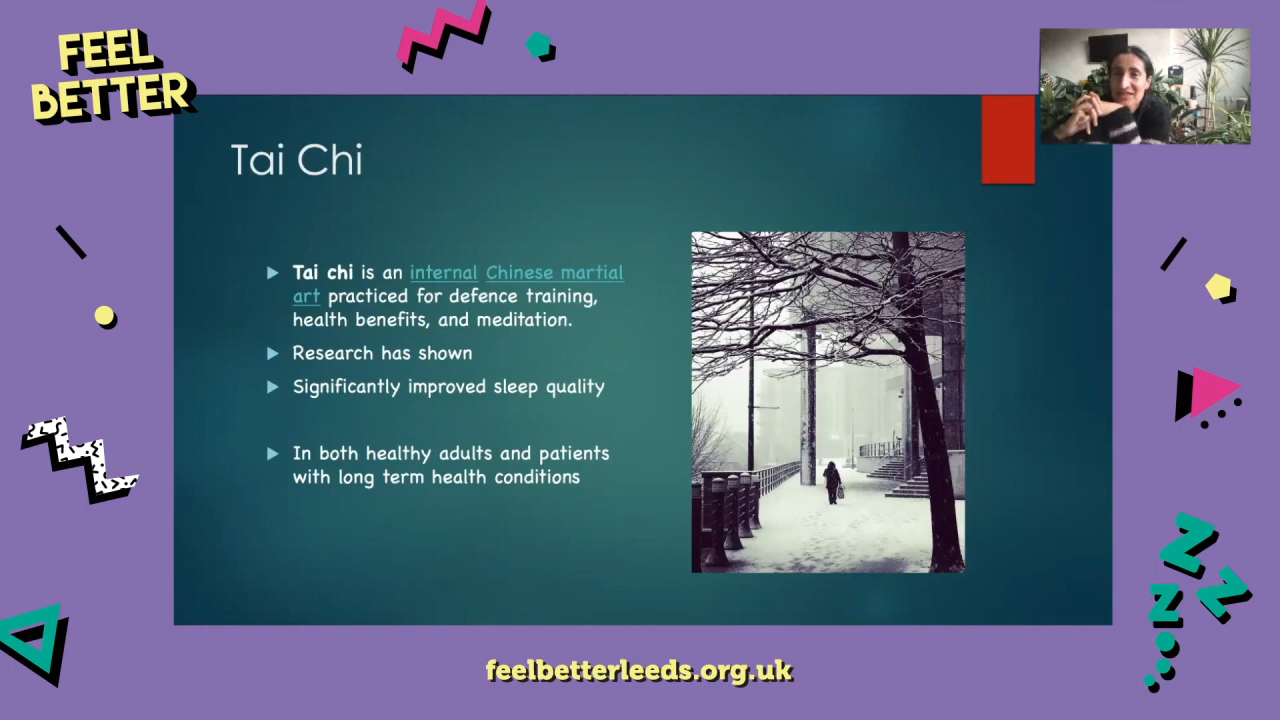 FEEL
BETTER
Tai Chi
Tai chi is an internal Chinese martial
art practiced for defence training,
health benefits, and meditation.
Research has shown
Significantly improved sleep quality
In both healthy adults and patients
with long term health conditions
Z
Z
Z
feelbetterleeds.org.uk